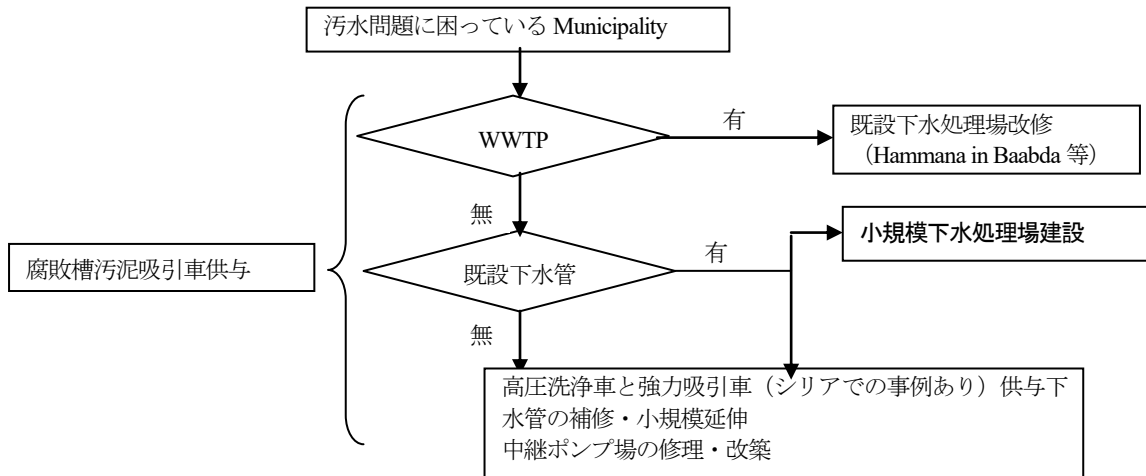 汚水問題に困っている Municipality
WWTP
有
既設下水処理場改修
（Hammana in Baabda 等）
無
小規模下水処理場建設
腐敗槽汚泥吸引車供与
既設下水管
有
無
高圧洗浄車と強力吸引車（シリアでの事例あり）供与下
水管の補修・小規模延伸
中継ポンプ場の修理・改築